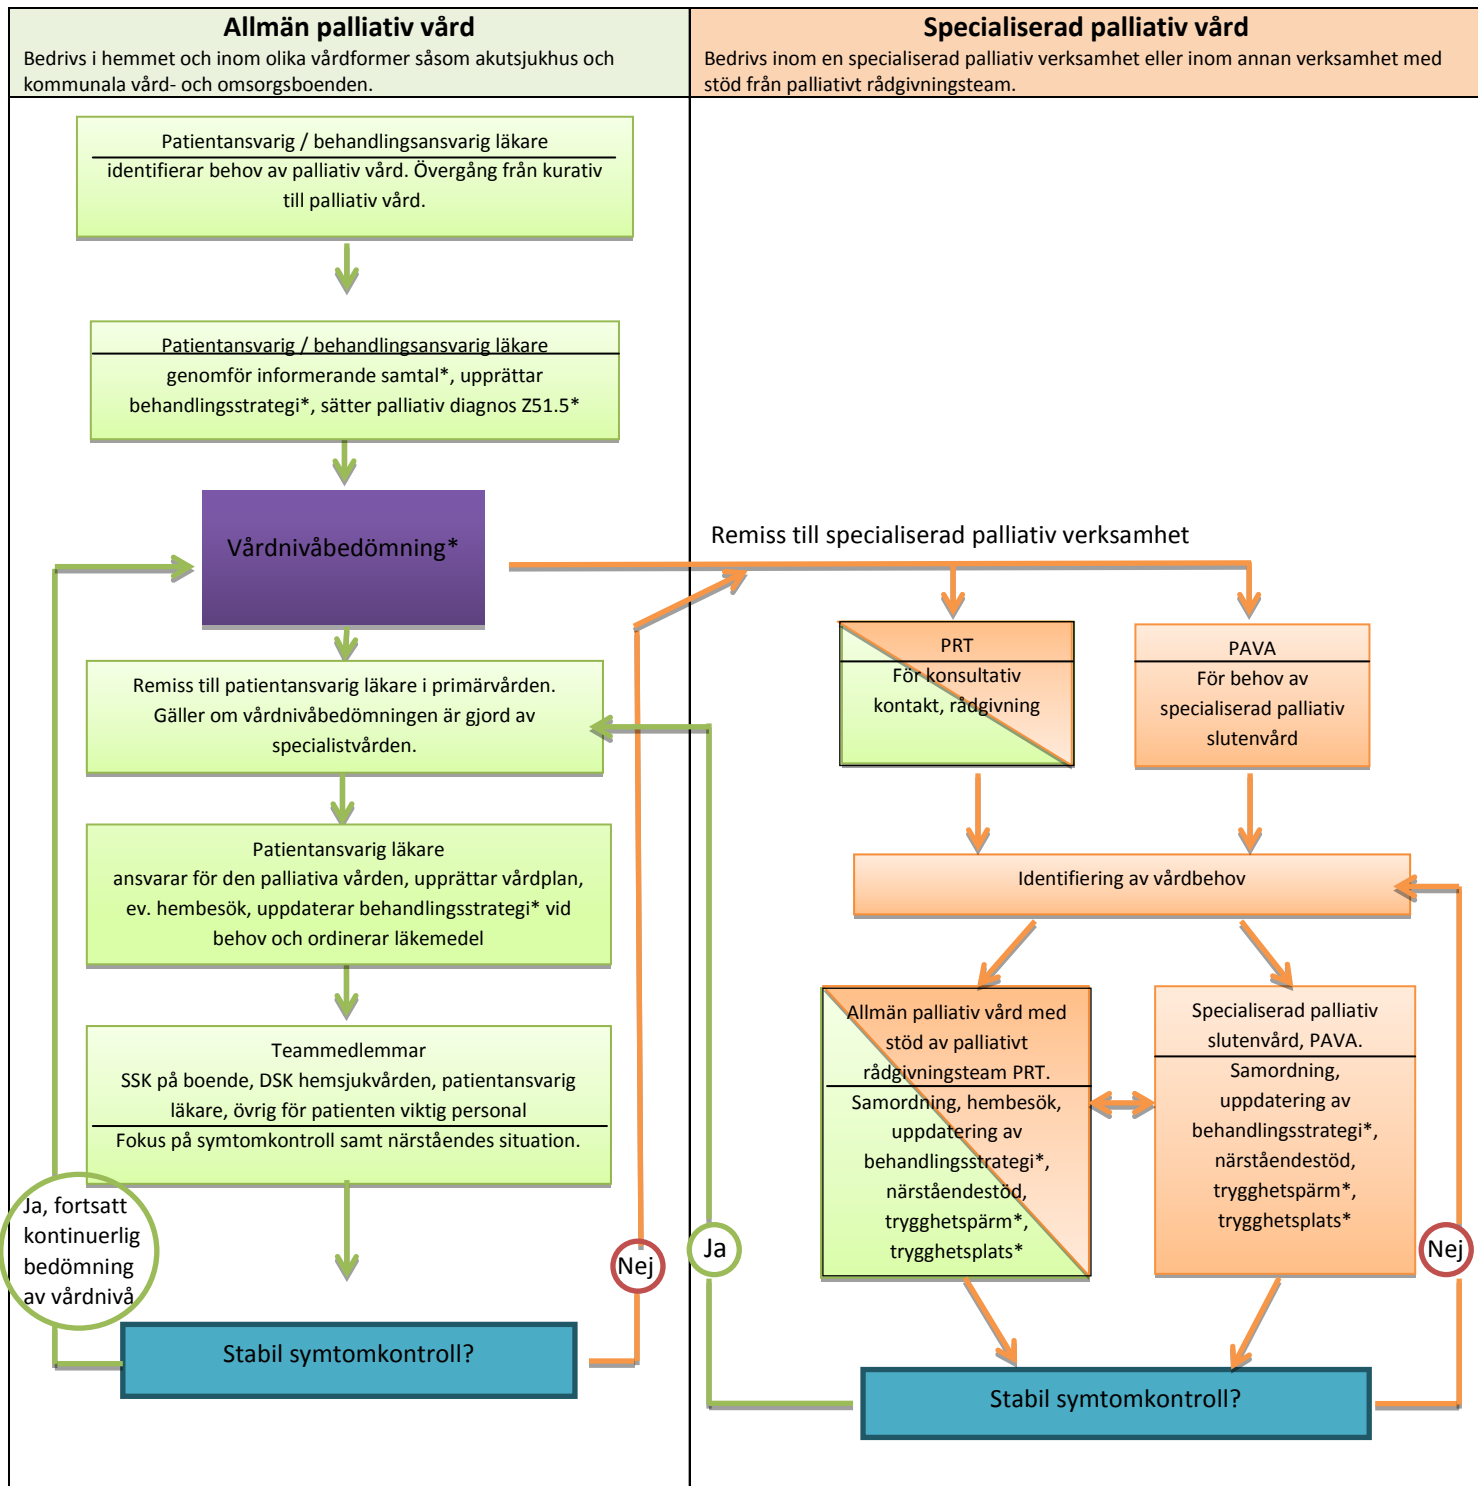 Allmän palliativ vård
Bedrivs i hemmet och inom olika vårdformer såsom akutsjukhus och
kommunala vård- och omsorgsboenden.
Specialiserad palliativ vård
Bedrivs inom en specialiserad palliativ verksamhet eller inom annan verksamhet med
stöd från palliativt rådgivningsteam.
Patientansvarig / behandlingsansvarig läkare
identifierar behov av palliativ vård. Övergång från kurativ
till palliativ vård.
Patientansvarig / behandlingsansvarig läkare
genomför informerande samtal*, upprättar
behandlingsstrategi*, sätter palliativ diagnos Z51.5*
Vårdnivåbedömning*
Remiss till patientansvarig läkare i primärvården.
Gäller om vårdnivåbedömningen är gjord av
specialistvården.
Patientansvarig läkare
ansvarar för den palliativa vården, upprättar vårdplan,
ev. hembesök, uppdaterar behandlingsstrategi* vid
behov och ordinerar läkemedel
Teammedlemmar
SSK på boende, DSK hemsjukvården, patientansvarig
läkare, övrig för patienten viktig personal
Fokus på symtomkontroll samt närståendes situation.
Ja, fortsatt
kontinuerlig
bedömning
av vårdnivå
Nej
Stabil symtomkontroll?
Remiss till specialiserad palliativ verksamhet
PRT
För konsultativ
kontakt, rådgivning
PAVA
För behov av
specialiserad palliativ
slutenvård
Identifiering av vårdbehov
Allmän palliativ vård med
stöd av palliativt
rådgivningsteam PRT.
Samordning, hembesök,
uppdatering av
behandlingsstrategi*,
närståendestöd,
trygghetspärm*,
trygghetsplats*
Specialiserad palliativ
slutenvård, PAVA.
Samordning,
uppdatering av
behandlingsstrategi*,
närståendestöd,
trygghetspärm*,
trygghetsplats*
Ja
Nej
Stabil symtomkontroll?